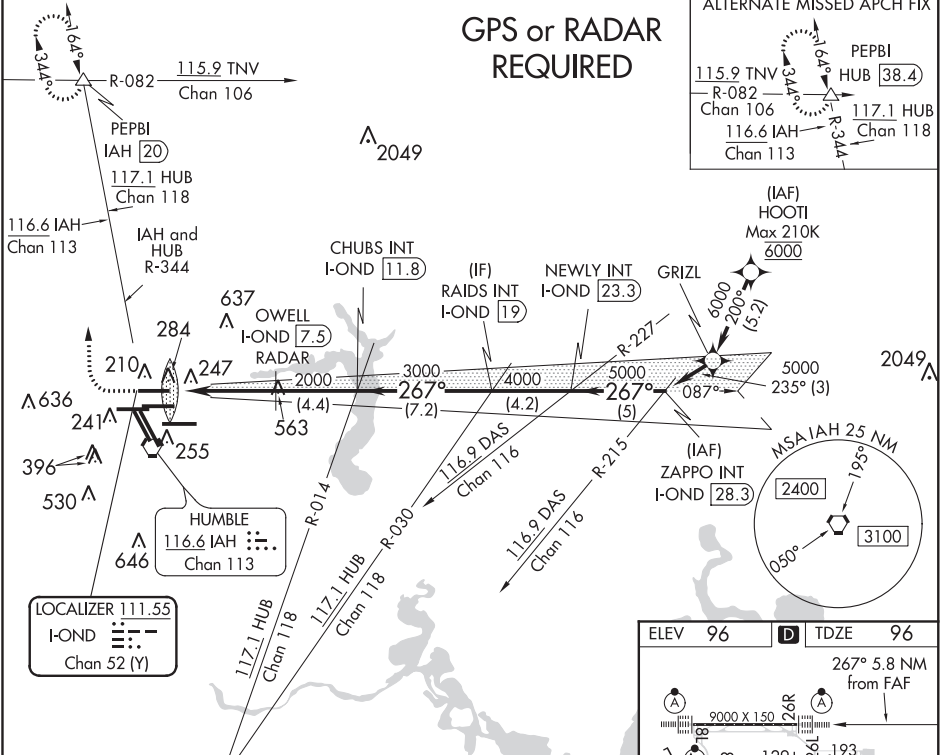 GPS or RADAR
REQUIRED
ALTERNATE MISSED APCH FIX
164°
344°
PEPBI
HUB 38.4
115.9 TNV
R-082
Chan 106
117.1 HUB
Chan 118
116.6 IAH
Chan 113
R-344
164°
344°
R-082
115.9 TNV
Chan 106
PEPBI
IAH 20
117.1 HUB
Chan 118
116.6 IAH
Chan 113
IAH and
HUB
R-344
2049
(IAF)
HOOTI
Max 210K
6000
6000
200°
(5.2)
CHUBS INT
I-OND 11.8
(IF)
RAIDS INT
I-OND 19
NEWLY INT
I-OND 23.3
GRIZL
637
OWELL
I-OND 7.5
RADAR
284
210
247
R-227
2049
2000
3000
4000
5000
5000
267°
267°
087°
235° (3)
(4.4)
(7.2)
(4.2)
(5)
636
241
563
255
396
530
646
(IAF)
ZAPPO INT
I-OND 28.3
116.9 DAS
Chan 116
R-215
116.9 DAS
Chan 116
R-014
R-030
117.1 HUB
Chan 118
117.1 HUB
Chan 118
MSA IAH 25 NM
195°
2400
3100
050°
HUMBLE
116.6 IAH
Chan 113
LOCALIZER 111.55
I-OND
Chan 52 (Y)
ELEV 96
D
TDZE 96
267° 5.8 NM
from FAF
A
A
9000 X 150
26R
26L
193